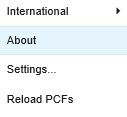 International
About
Settings...
Reload PCFs